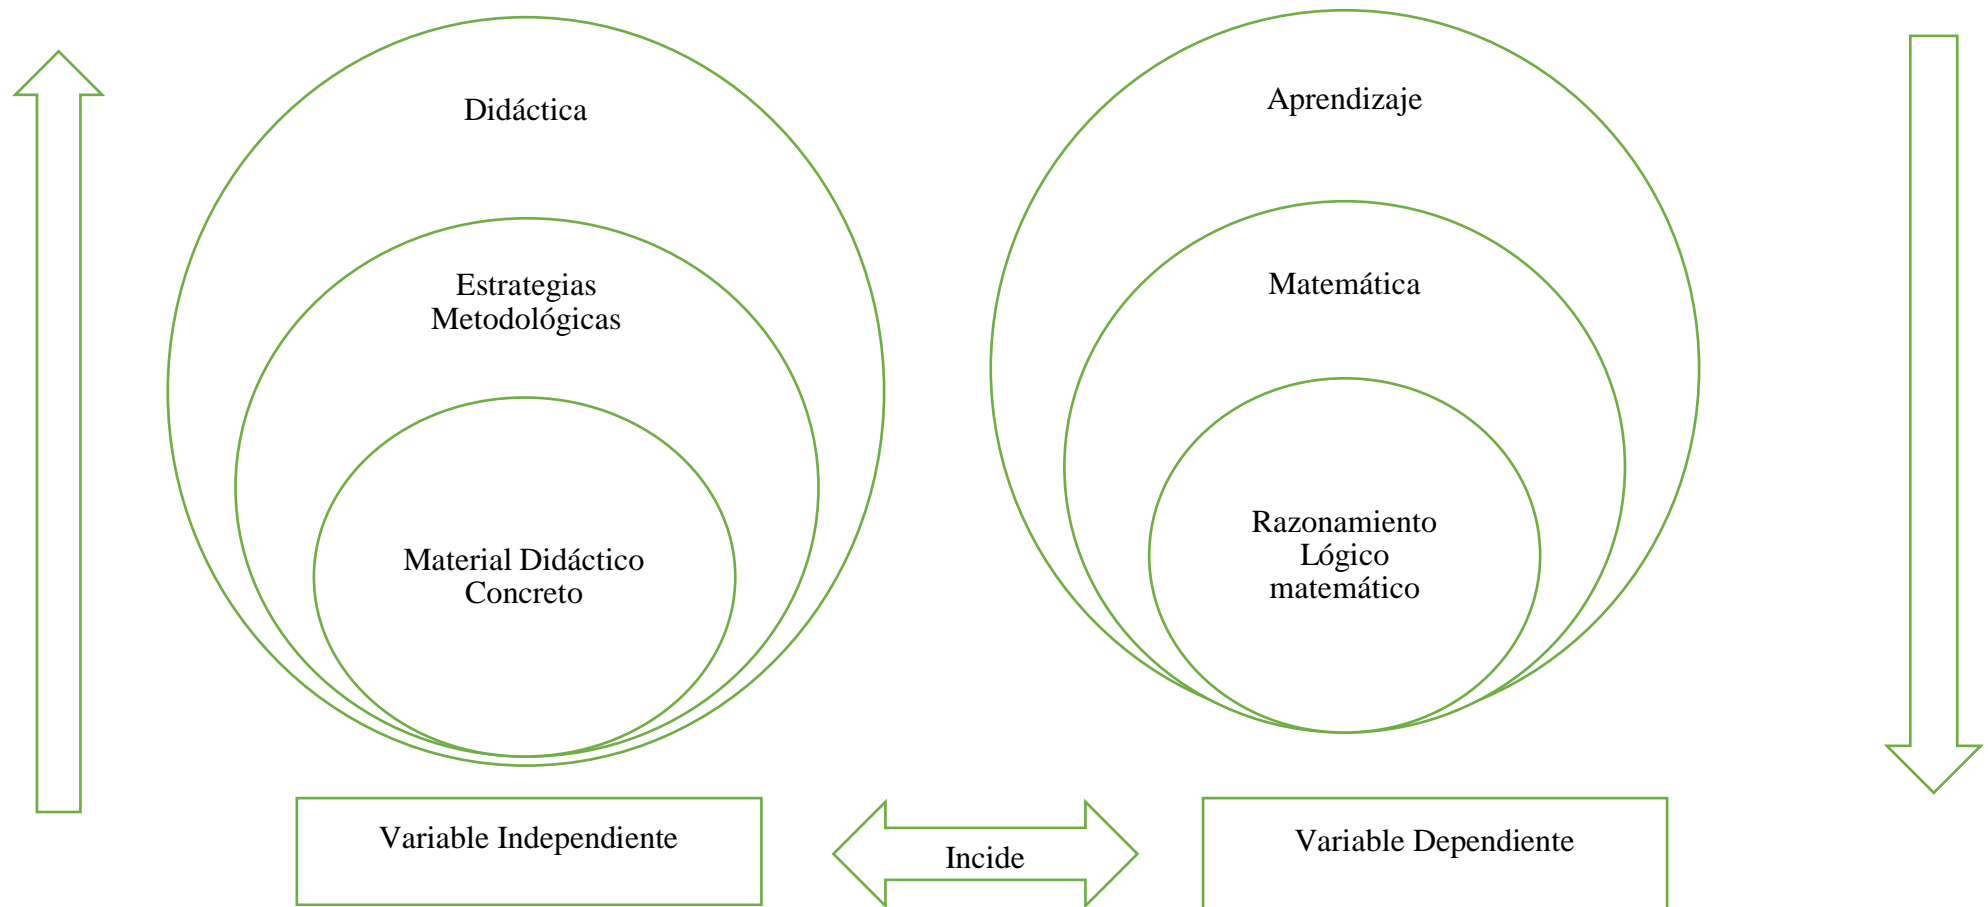 Didáctica
Estrategias
Metodológicas
Material Didáctico
Concreto
Aprendizaje
Matemática
Razonamiento
Lógico
matemático
Variable Independiente
Incide
Variable Dependiente